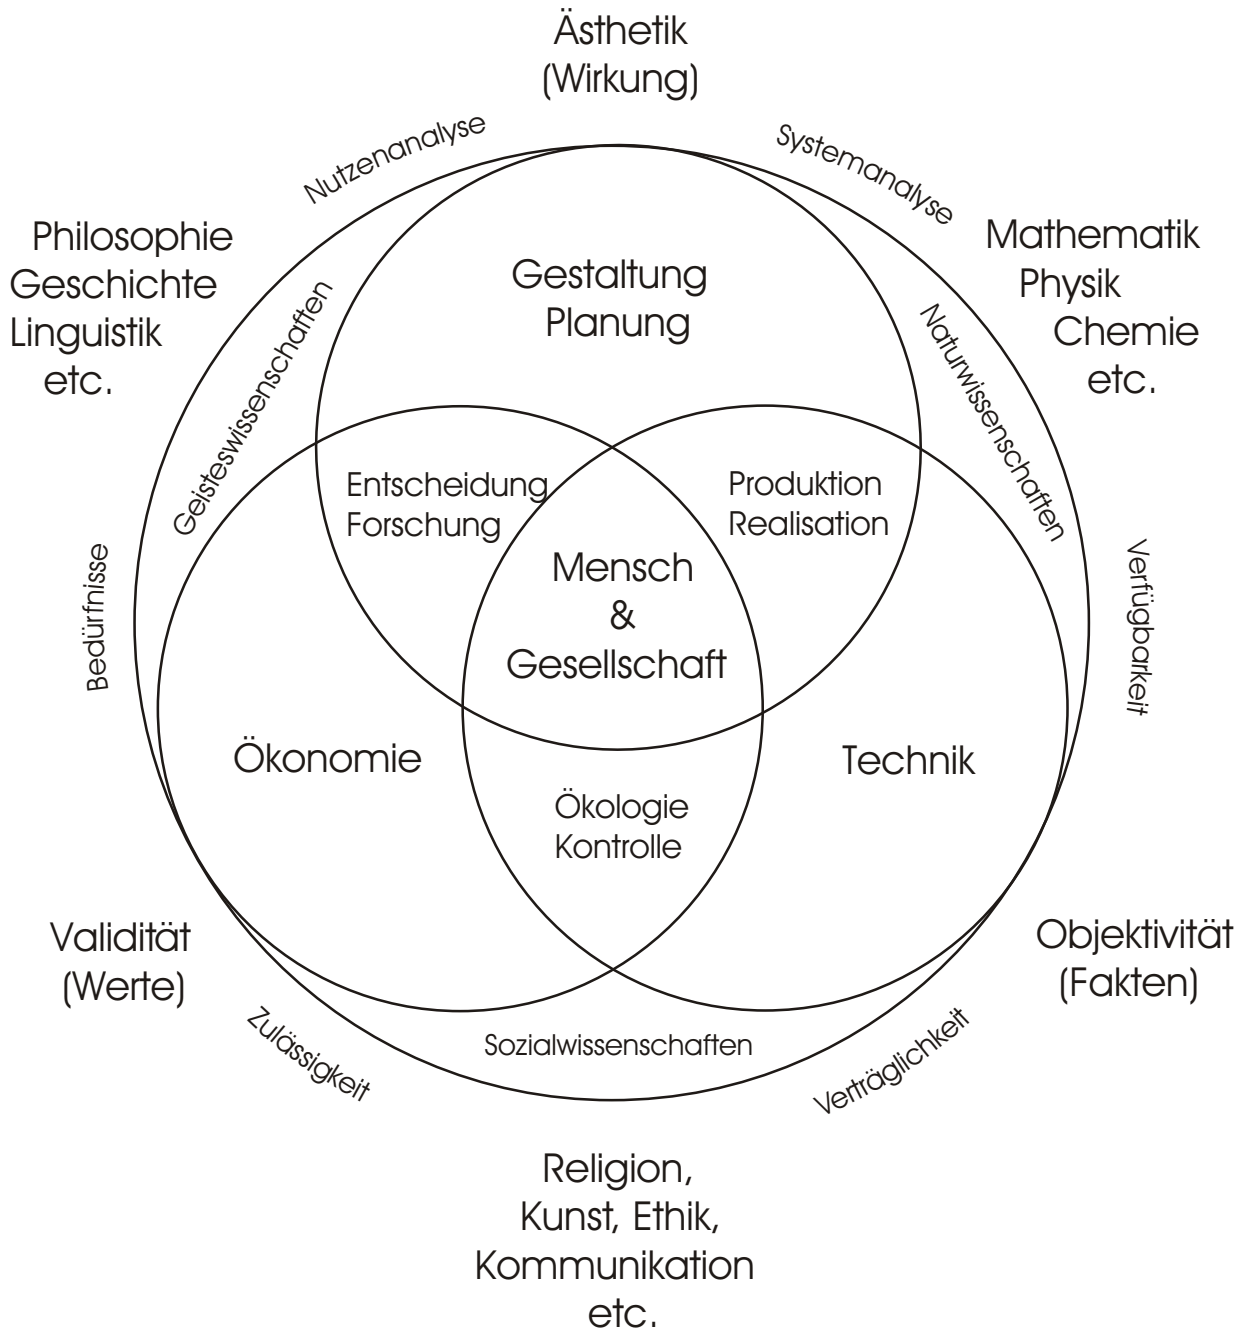 Ästhetik
(Wirkung)
Nutzenanalyse
Systemanalyse
Philosophie
Geschichte
Linguistik
etc.
Mathematik
Physik
Chemie
etc.
Geisteswissenschaften
Gestaltung
Planung
Naturwissenschaften
Entscheidung
Forschung
Produktion
Realisation
Mensch
&
Gesellschaft
Bedürfnisse
Verfügbarkeit
Ökonomie
Technik
Ökologie
Kontrolle
Validität
(Werte)
Objektivität
(Fakten)
Zulässigkeit
Sozialwissenschaften
Verträglichkeit
Religion,
Kunst, Ethik,
Kommunikation
etc.